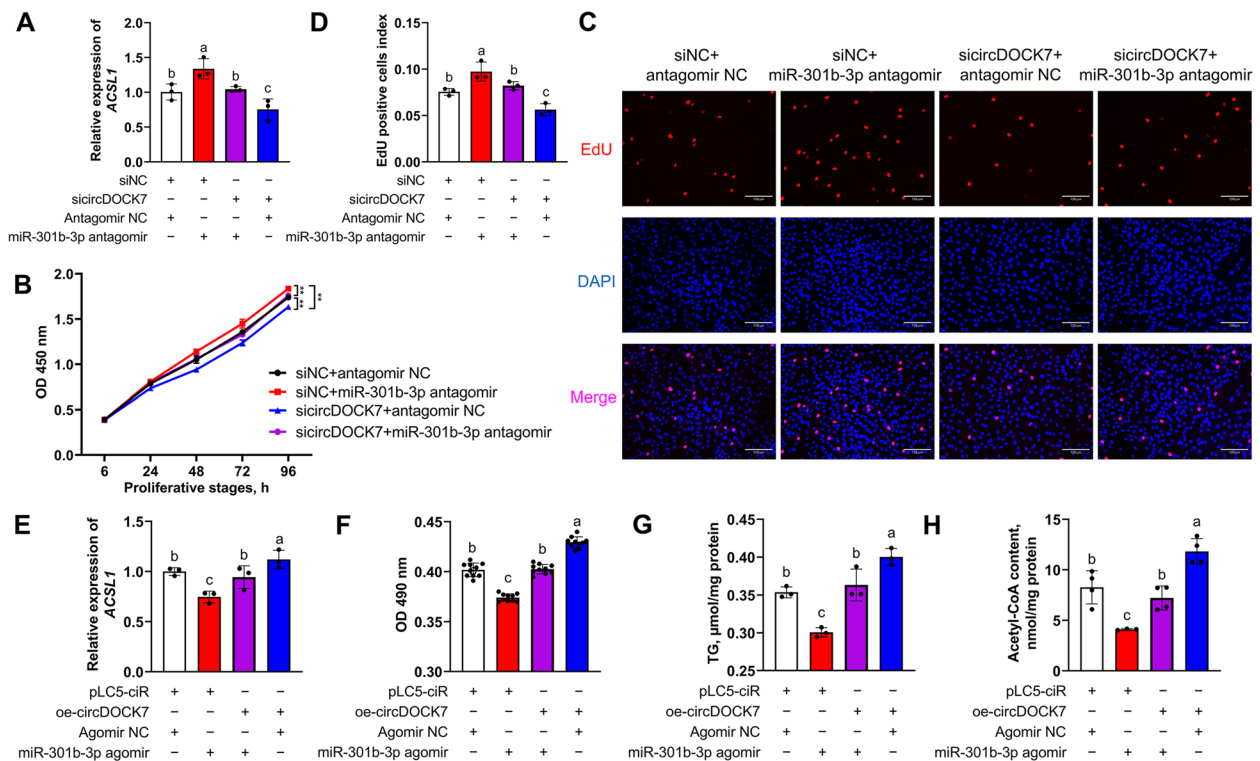 A
Relative expression of
ACSL1
2.0
1.5
1.0
0.5
0.0
b
a
b
c
siNC + + − −
sicircDOCK7 − − + +
Antagomir NC + − − +
miR-301b-3p antagomir − + + −
D
EdU positive cells index
0.15
0.10
0.05
0.00
b
a
b
c
siNC + + − −
sicircDOCK7 − − + +
Antagomir NC + − − +
miR-301b-3p antagomir − + + −
B
OD 450 nm
2.0
1.5
1.0
0.5
0.0
6 24 48 72 96
Proliferative stages, h
**
**
**
siNC+antagomir NC
siNC+miR-301b-3p antagomir
sicircDOCK7+antagomir NC
sicircDOCK7+miR-301b-3p antagomir
C
siNC+
antagomir NC
siNC+
miR-301b-3p antagomir
sicircDOCK7+
antagomir NC
sicircDOCK7+
miR-301b-3p antagomir
EdU
DAPI
Merge
E
Relative expression of
ACSL1
1.5
1.0
0.5
0.0
b
c
b
a
pLC5-ciR + + − −
oe-circDOCK7 − − + +
Agomir NC + − − +
miR-301b-3p agomir − + + −
F
OD 490 nm
0.45
0.40
0.35
0.30
b
c
b
a
pLC5-ciR + + − −
oe-circDOCK7 − − + +
Agomir NC + − − +
miR-301b-3p agomir − + + −
G
TG, μmol/mg protein
0.45
0.40
0.35
0.30
0.25
b
c
b
a
pLC5-ciR + + − −
oe-circDOCK7 − − + +
Agomir NC + − − +
miR-301b-3p agomir − + + −
H
Acetyl-CoA content,
nmol/mg protein
15
10
5
0
b
c
b
a
pLC5-ciR + + − −
oe-circDOCK7 − − + +
Agomir NC + − − +
miR-301b-3p agomir − + + −